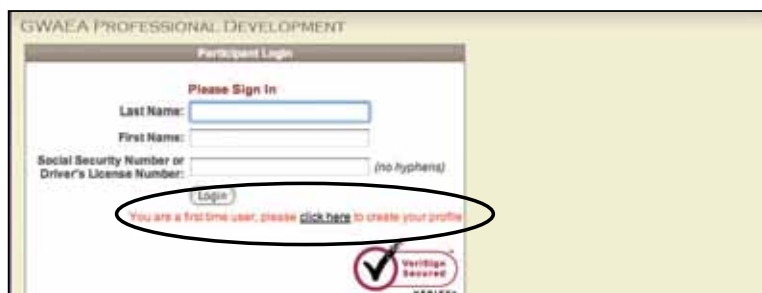 GWAEA PROFESSIONAL DEVELOPMENT
Participant Login
Please Sign In
Last Name:
First Name:
Social Security Number or
Driver's License Number:
(no hyphens)
Login
You are a first time user, please click here to create your profile
VeriSign
Secured